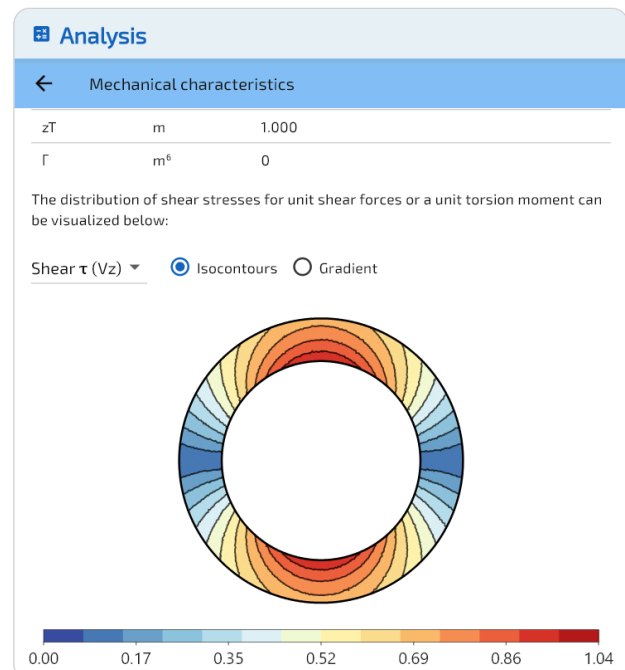 Analysis
Mechanical characteristics
zT m 1.000
Γ m⁶ 0
The distribution of shear stresses for unit shear forces or a unit torsion moment can
be visualized below:
Shear τ (Vz) Isocontours Gradient
0.00 0.17 0.35 0.52 0.69 0.86 1.04